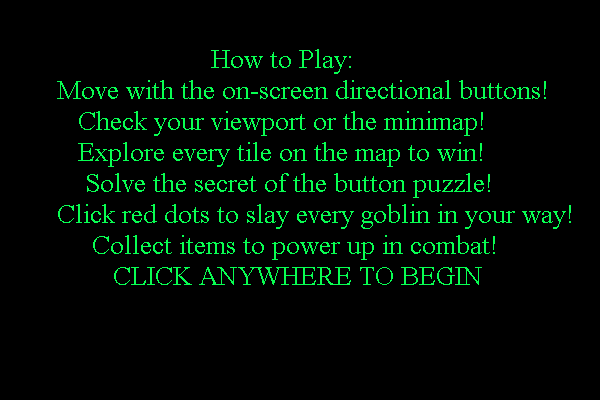 How to Play:
Move with the on-screen directional buttons!
Check your viewport or the minimap!
Explore every tile on the map to win!
Solve the secret of the button puzzle!
Click red dots to slay every goblin in your way!
Collect items to power up in combat!
CLICK ANYWHERE TO BEGIN